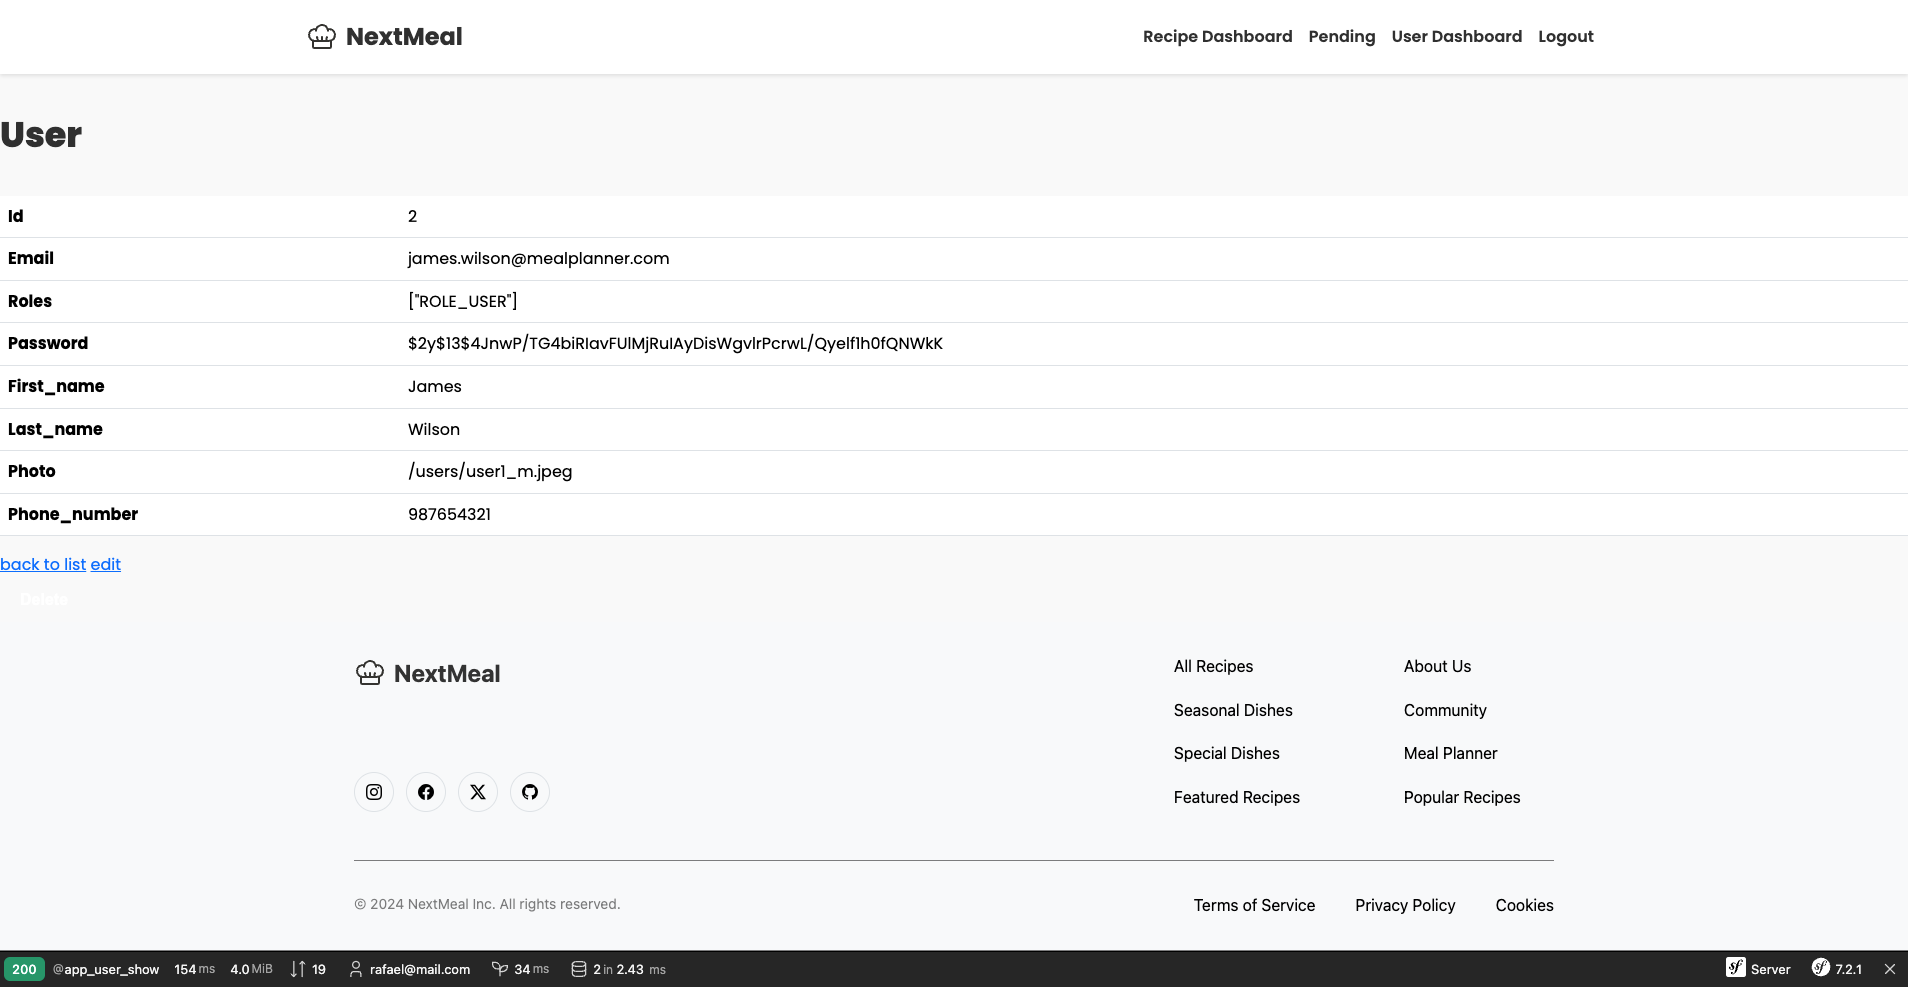 NextMeal
Recipe Dashboard Pending User Dashboard Logout
User
Id 2
Email james.wilson@mealplanner.com
Roles ["ROLE_USER"]
Password $2y$13$4JnwP/TG4biRIavFUlMjRuIAyDisWgvlrPcrwL/Qyelf1h0fQNWkK
First_name James
Last_name Wilson
Photo /users/user1_m.jpeg
Phone_number 987654321
back to list edit
Delete
NextMeal
All Recipes About Us
Seasonal Dishes Community
Special Dishes Meal Planner
Featured Recipes Popular Recipes
© 2024 NextMeal Inc. All rights reserved.
Terms of Service Privacy Policy Cookies
200 @app_user_show 154 ms 4.0 MiB 19 rafael@mail.com 34 ms 2 in 2.43 ms Server 7.2.1